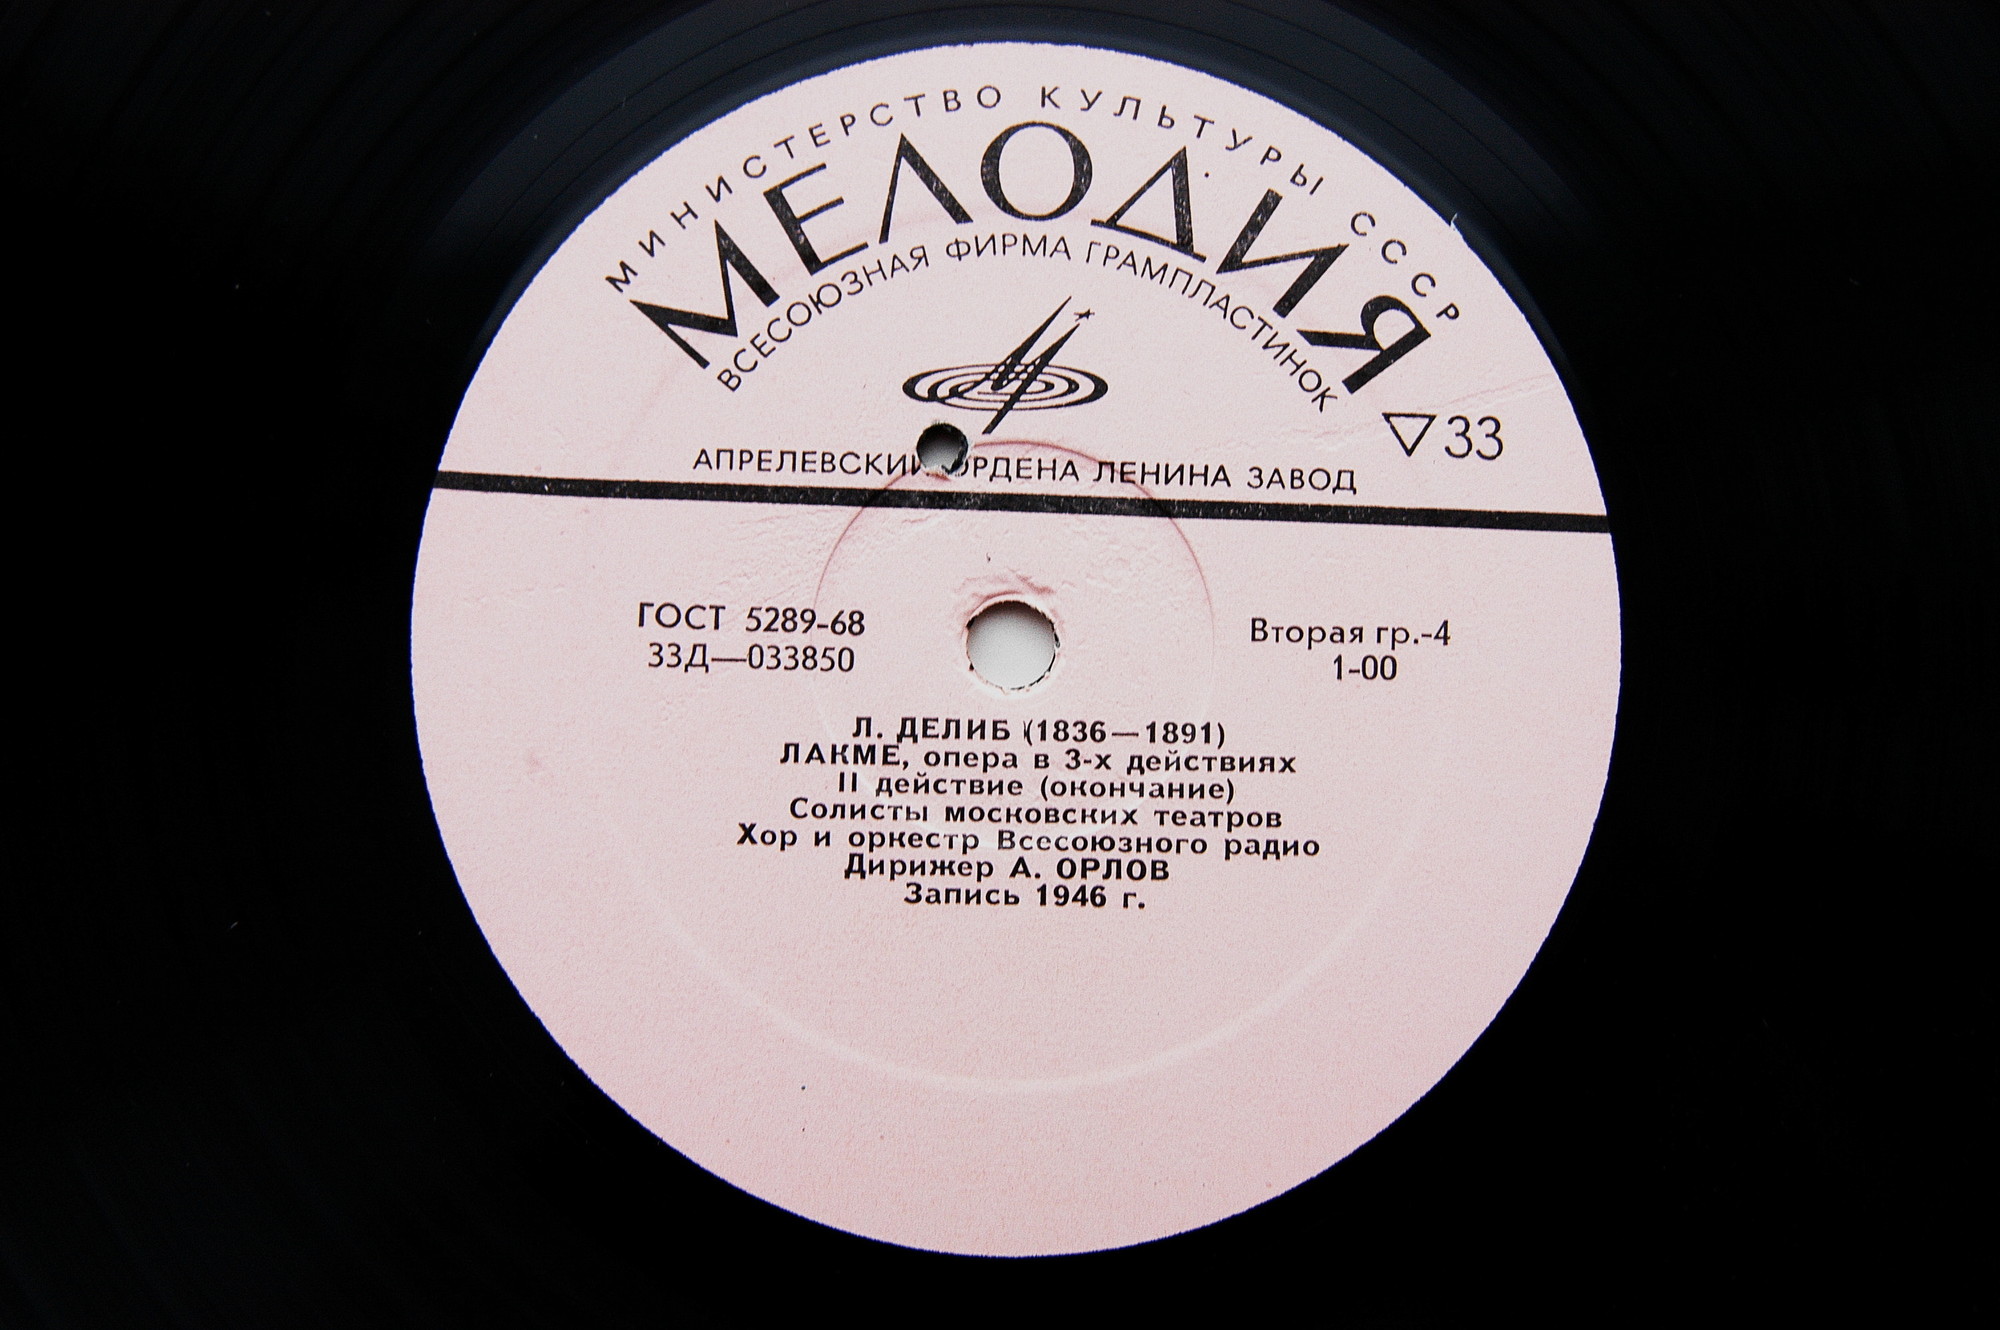 МИНИСТЕРСТВО КУЛЬТУРЫ СССР
МЕЛОДИЯ
ВСЕСОЮЗНАЯ ФИРМА ГРАМПЛАСТИНОК
33
АПРЕЛЕВСКИЙ ОРДЕНА ЛЕНИНА ЗАВОД
ГОСТ 5289-68
33Д—033850
Вторая гр.-4
1-00
Л. ДЕЛИБ (1836—1891)
ЛАКМЕ, опера в 3-х действиях
II действие (окончание)
Солисты московских театров
Хор и оркестр Всесоюзного радио
Дирижер А. ОРЛОВ
Запись 1946 г.